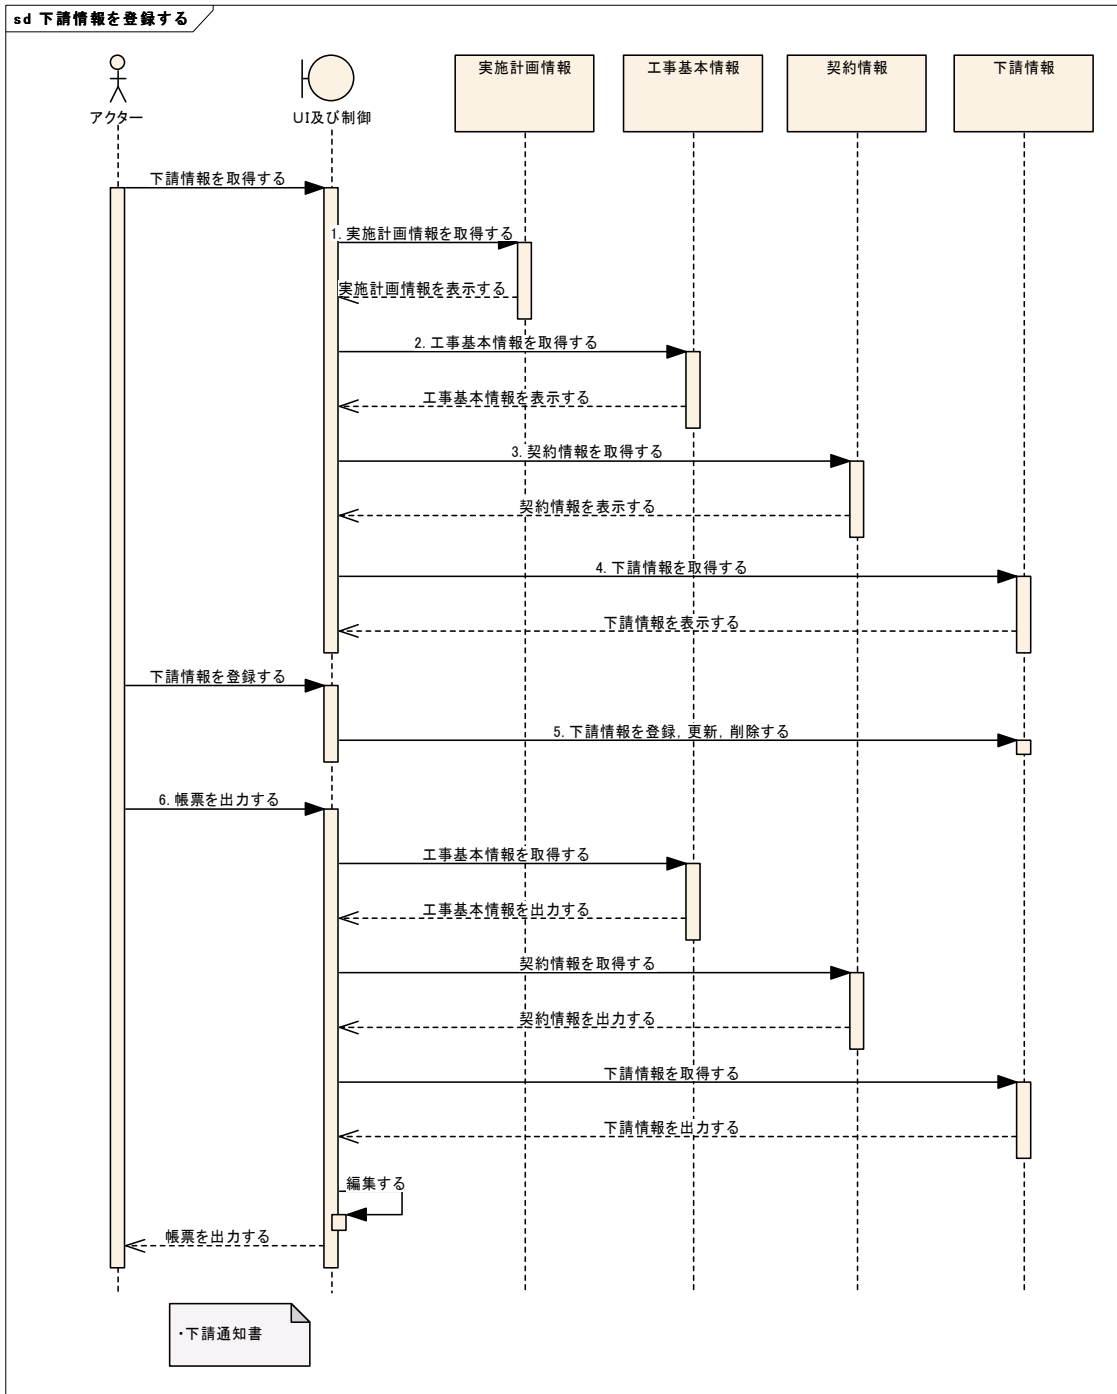 sd 下請情報を登録する
アクター
UI及び制御
実施計画情報
工事基本情報
契約情報
下請情報
下請情報を取得する
1. 実施計画情報を取得する
実施計画情報を表示する
2. 工事基本情報を取得する
工事基本情報を表示する
3. 契約情報を取得する
契約情報を表示する
4. 下請情報を取得する
下請情報を表示する
下請情報を登録する
5. 下請情報を登録, 更新, 削除する
6. 帳票を出力する
工事基本情報を取得する
工事基本情報を出力する
契約情報を取得する
契約情報を出力する
下請情報を取得する
下請情報を出力する
編集する
帳票を出力する
・下請通知書